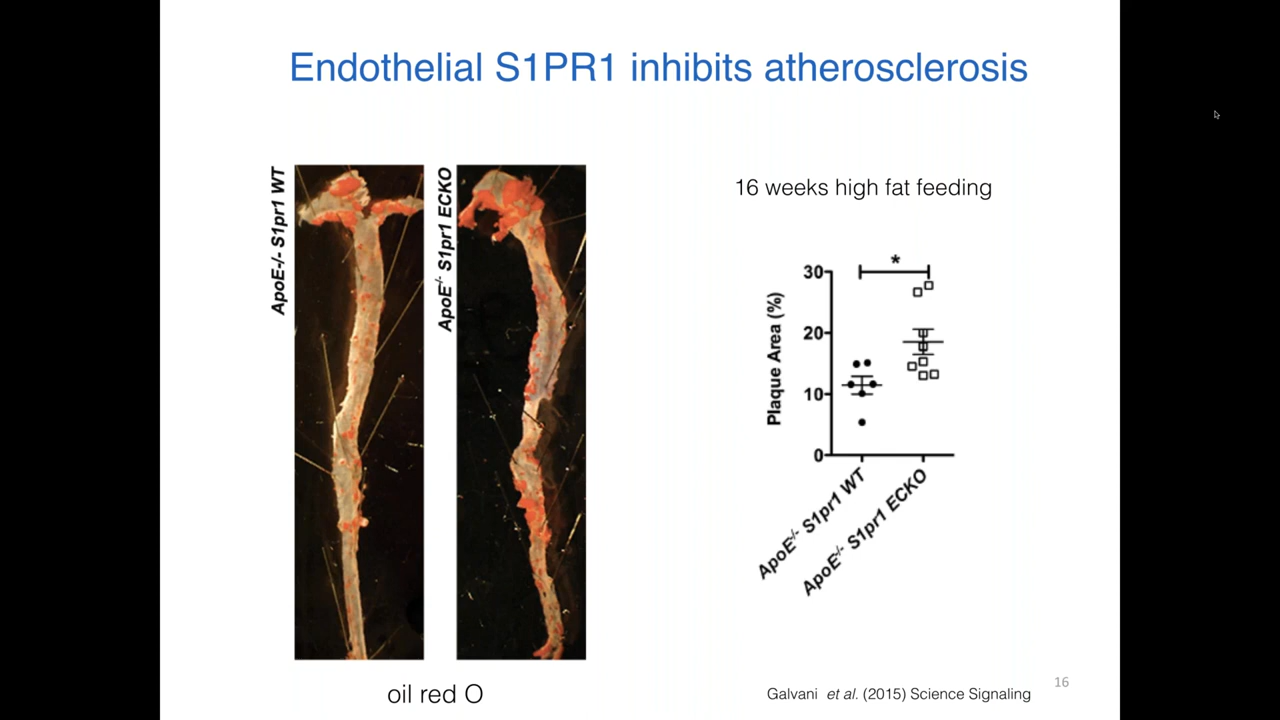 Endothelial S1PR1 inhibits atherosclerosis
ApoE-/- S1pr1 WT
ApoE-/- S1pr1 ECKO
16 weeks high fat feeding
*
30
20
10
0
Plaque Area (%)
ApoE-/- S1pr1 WT
ApoE-/- S1pr1 ECKO
oil red O
Galvani et al. (2015) Science Signaling
16